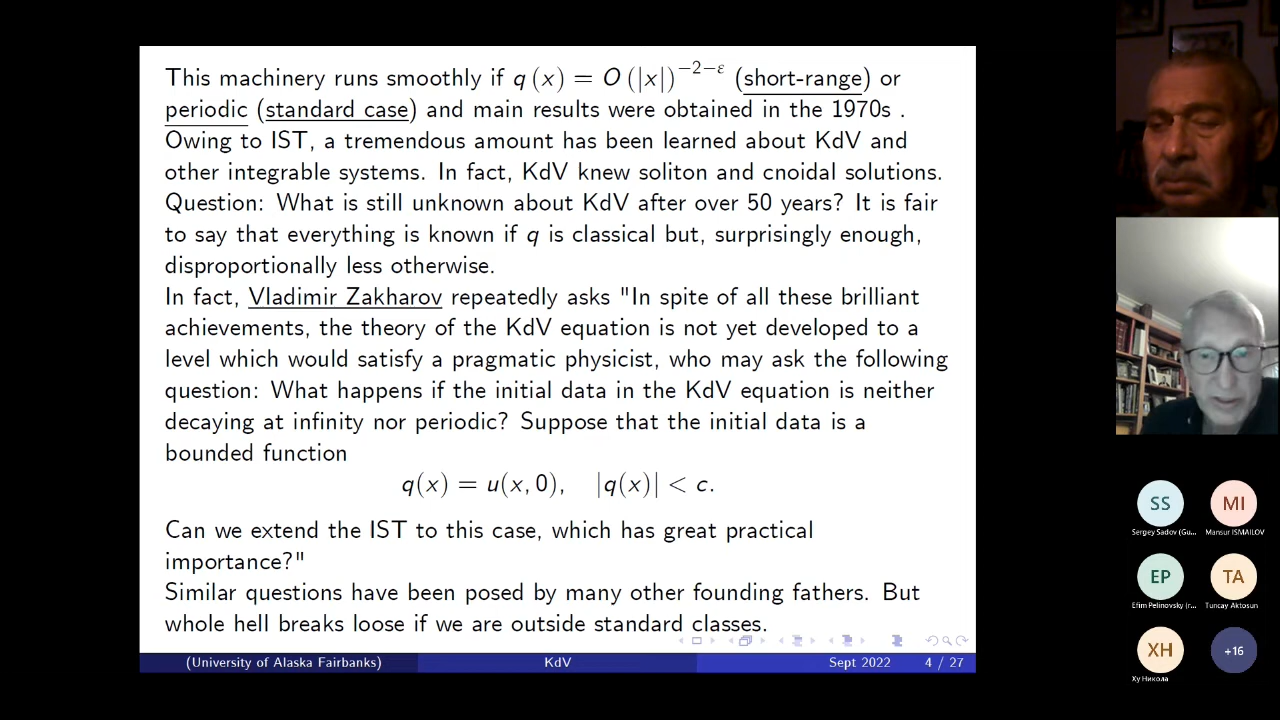 This machinery runs smoothly if q (x) = O (|x|)^{−2−ε} (short-range) or
periodic (standard case) and main results were obtained in the 1970s .
Owing to IST, a tremendous amount has been learned about KdV and
other integrable systems. In fact, KdV knew soliton and cnoidal solutions.
Question: What is still unknown about KdV after over 50 years? It is fair
to say that everything is known if q is classical but, surprisingly enough,
disproportionally less otherwise.
In fact, Vladimir Zakharov repeatedly asks "In spite of all these brilliant
achievements, the theory of the KdV equation is not yet developed to a
level which would satisfy a pragmatic physicist, who may ask the following
question: What happens if the initial data in the KdV equation is neither
decaying at infinity nor periodic? Suppose that the initial data is a
bounded function
q(x) = u(x, 0), |q(x)| < c.
Can we extend the IST to this case, which has great practical
importance?"
Similar questions have been posed by many other founding fathers. But
whole hell breaks loose if we are outside standard classes.
(University of Alaska Fairbanks) KdV Sept 2022 4 / 27
SS MI
Sergey Sadov (Gu... Mansur ISMAILOV
EP TA
Efim Pelinovsky (r... Tuncay Aktosun
XH +16
Ху Никола